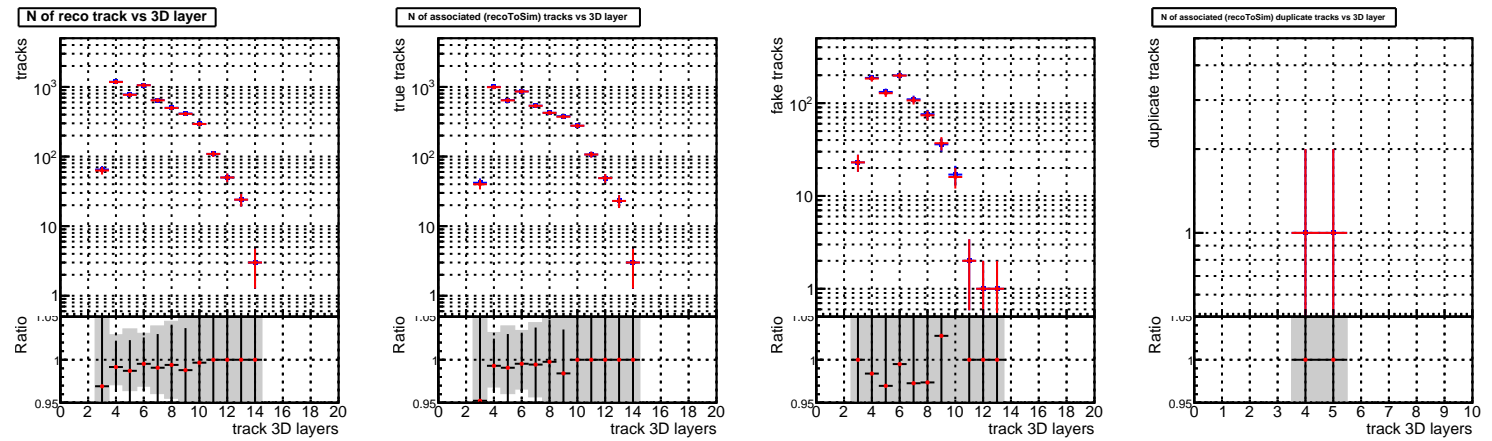 N of reco track vs 3D layer
tracks
10³
10²
10
1
Ratio
1.05
1
0.95
0 2 4 6 8 10 12 14 16 18 20
track 3D layers
N of associated (recoToSim) tracks vs 3D layer
true tracks
10³
10²
10
1
Ratio
1.05
1
0.95
0 2 4 6 8 10 12 14 16 18 20
track 3D layers
fake tracks
10²
10
1
Ratio
1.05
1
0.95
0 2 4 6 8 10 12 14 16 18 20
track 3D layers
N of associated (recoToSim) duplicate tracks vs 3D layer
duplicate tracks
1
Ratio
1.05
1
0.95
0 1 2 3 4 5 6 7 8 9 10
track 3D layers